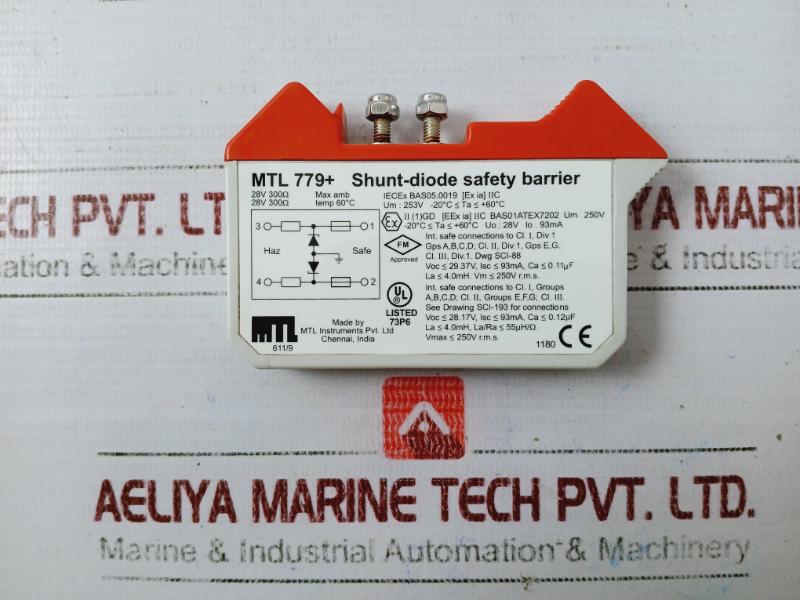 MTL 779+ Shunt-diode safety barrier
28V 300Ω Max amb
28V 300Ω temp 60°C
IECEx BAS05.0019 [Ex ia] IIC
Um : 253V -20°C ≤ Ta ≤ +60°C
Ex II (1)GD [EEx ia] IIC BAS01ATEX7202 Um 250V
-20°C ≤ Ta ≤ +60°C Uo : 28V Io : 93mA
3 1
Haz Safe
4 2
FM
Approved
Int. safe connections to Cl. I, Div 1
Gps A,B,C,D; Cl. II, Div.1, Gps E,G.
Cl. III, Div.1. Dwg SCI-88
Voc ≤ 29.37V, Isc ≤ 93mA, Ca ≤ 0.11µF
La ≤ 4.0mH, Vm ≤ 250V r.m.s.
UL
LISTED
73P6
Int. safe connections to Cl. I, Groups
A,B,C,D; Cl. II, Groups E,F,G, Cl. III.
See Drawing SCI-193 for connections
Voc ≤ 28.17V, Isc ≤ 93mA, Ca ≤ 0.12µF
La ≤ 4.0mH, La/Ra ≤ 55µH/Ω
Vmax ≤ 250V r.m.s.
1180 CE
MTL
611/9
Made by
MTL Instruments Pvt. Ltd
Chennai, India
ECH PVT. LT
ation & Machine
AELIYA MAR
& Industri
AELIYA MARINE TECH PVT. LTD.
Marine & Industrial Automation & Machinery